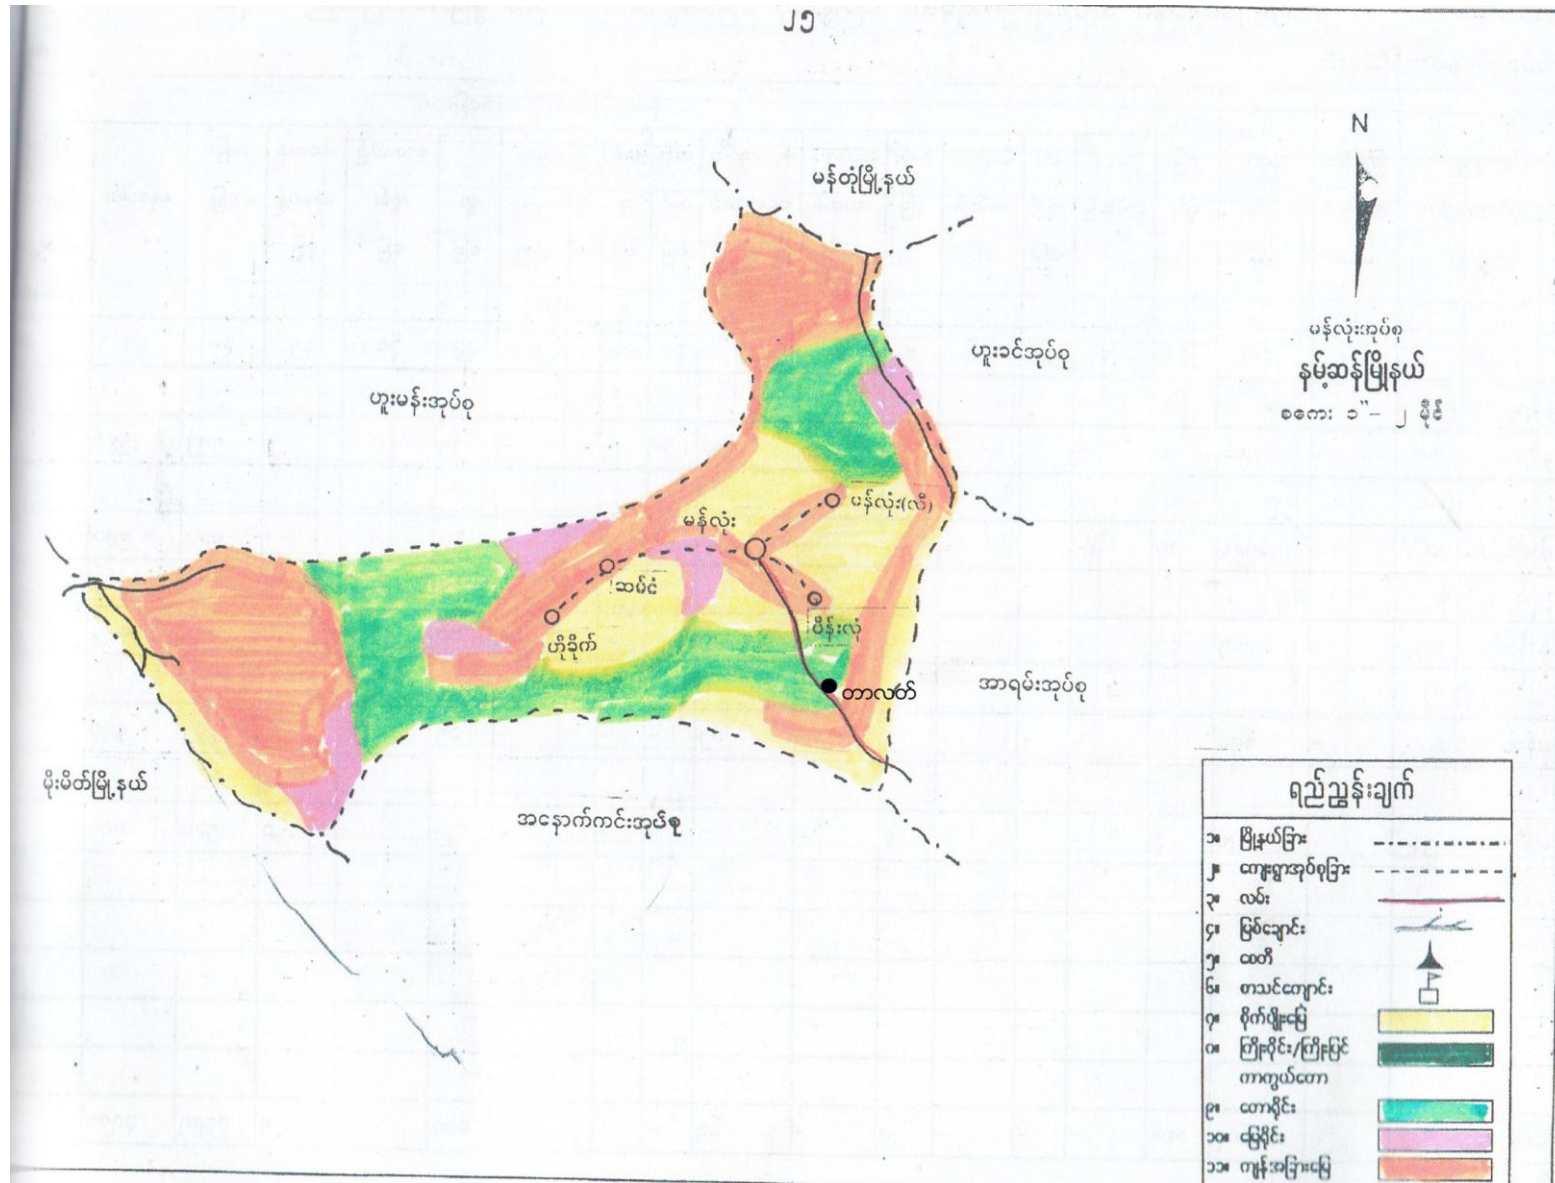 ၂၅
N
မန်တုံမြို့နယ်
မန်လုံးအုပ်စု
နမ့်ဆန်မြို့နယ်
စကေး ၁" – ၂ မိုင်
ဟူးခင်အုပ်စု
ဟူးမန်းအုပ်စု
မန်လုံး
ဆမ်ငံ
ဟိုခိုက်
တာလတ်
အာရမ်းအုပ်စု
မိုးမိတ်မြို့နယ်
အနောက်ကင်းအုပ်စု
ရည်ညွှန်းချက်
၁။ မြို့နယ်ခြား
၂။ ကျေးရွာအုပ်စုခြား
၃။ လမ်း
၄။ မြစ်ချောင်း
၅။ စေတီ
၆။ စာသင်ကျောင်း
၇။ စိုက်ပျိုးမြေ
၈။ ကြိုးဝိုင်း/ကြိုးပြင်
ကာကွယ်တော
၉။ တောရိုင်း
၁၀။ မြေရိုင်း
၁၁။ ကျန်အခြားမြေ